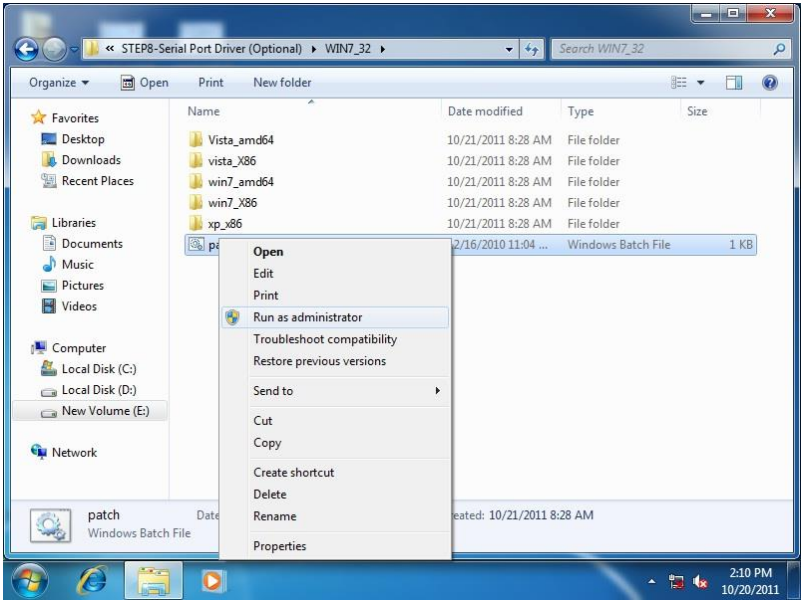 « STEP8-Serial Port Driver (Optional) ▸ WIN7_32 ▸
Search WIN7_32
Organize Open Print New folder
Name Date modified Type Size
Favorites
Desktop
Downloads
Recent Places
Libraries
Documents
Music
Pictures
Videos
Computer
Local Disk (C:)
Local Disk (D:)
New Volume (E:)
Network
Vista_amd64 10/21/2011 8:28 AM File folder
vista_X86 10/21/2011 8:28 AM File folder
win7_amd64 10/21/2011 8:28 AM File folder
win7_X86 10/21/2011 8:28 AM File folder
xp_x86 10/21/2011 8:28 AM File folder
pa 2/16/2010 11:04 ... Windows Batch File 1 KB
Open
Edit
Print
Run as administrator
Troubleshoot compatibility
Restore previous versions
Send to
Cut
Copy
Create shortcut
Delete
Rename
Properties
patch Date eated: 10/21/2011 8:28 AM
Windows Batch File
2:10 PM
10/20/2011